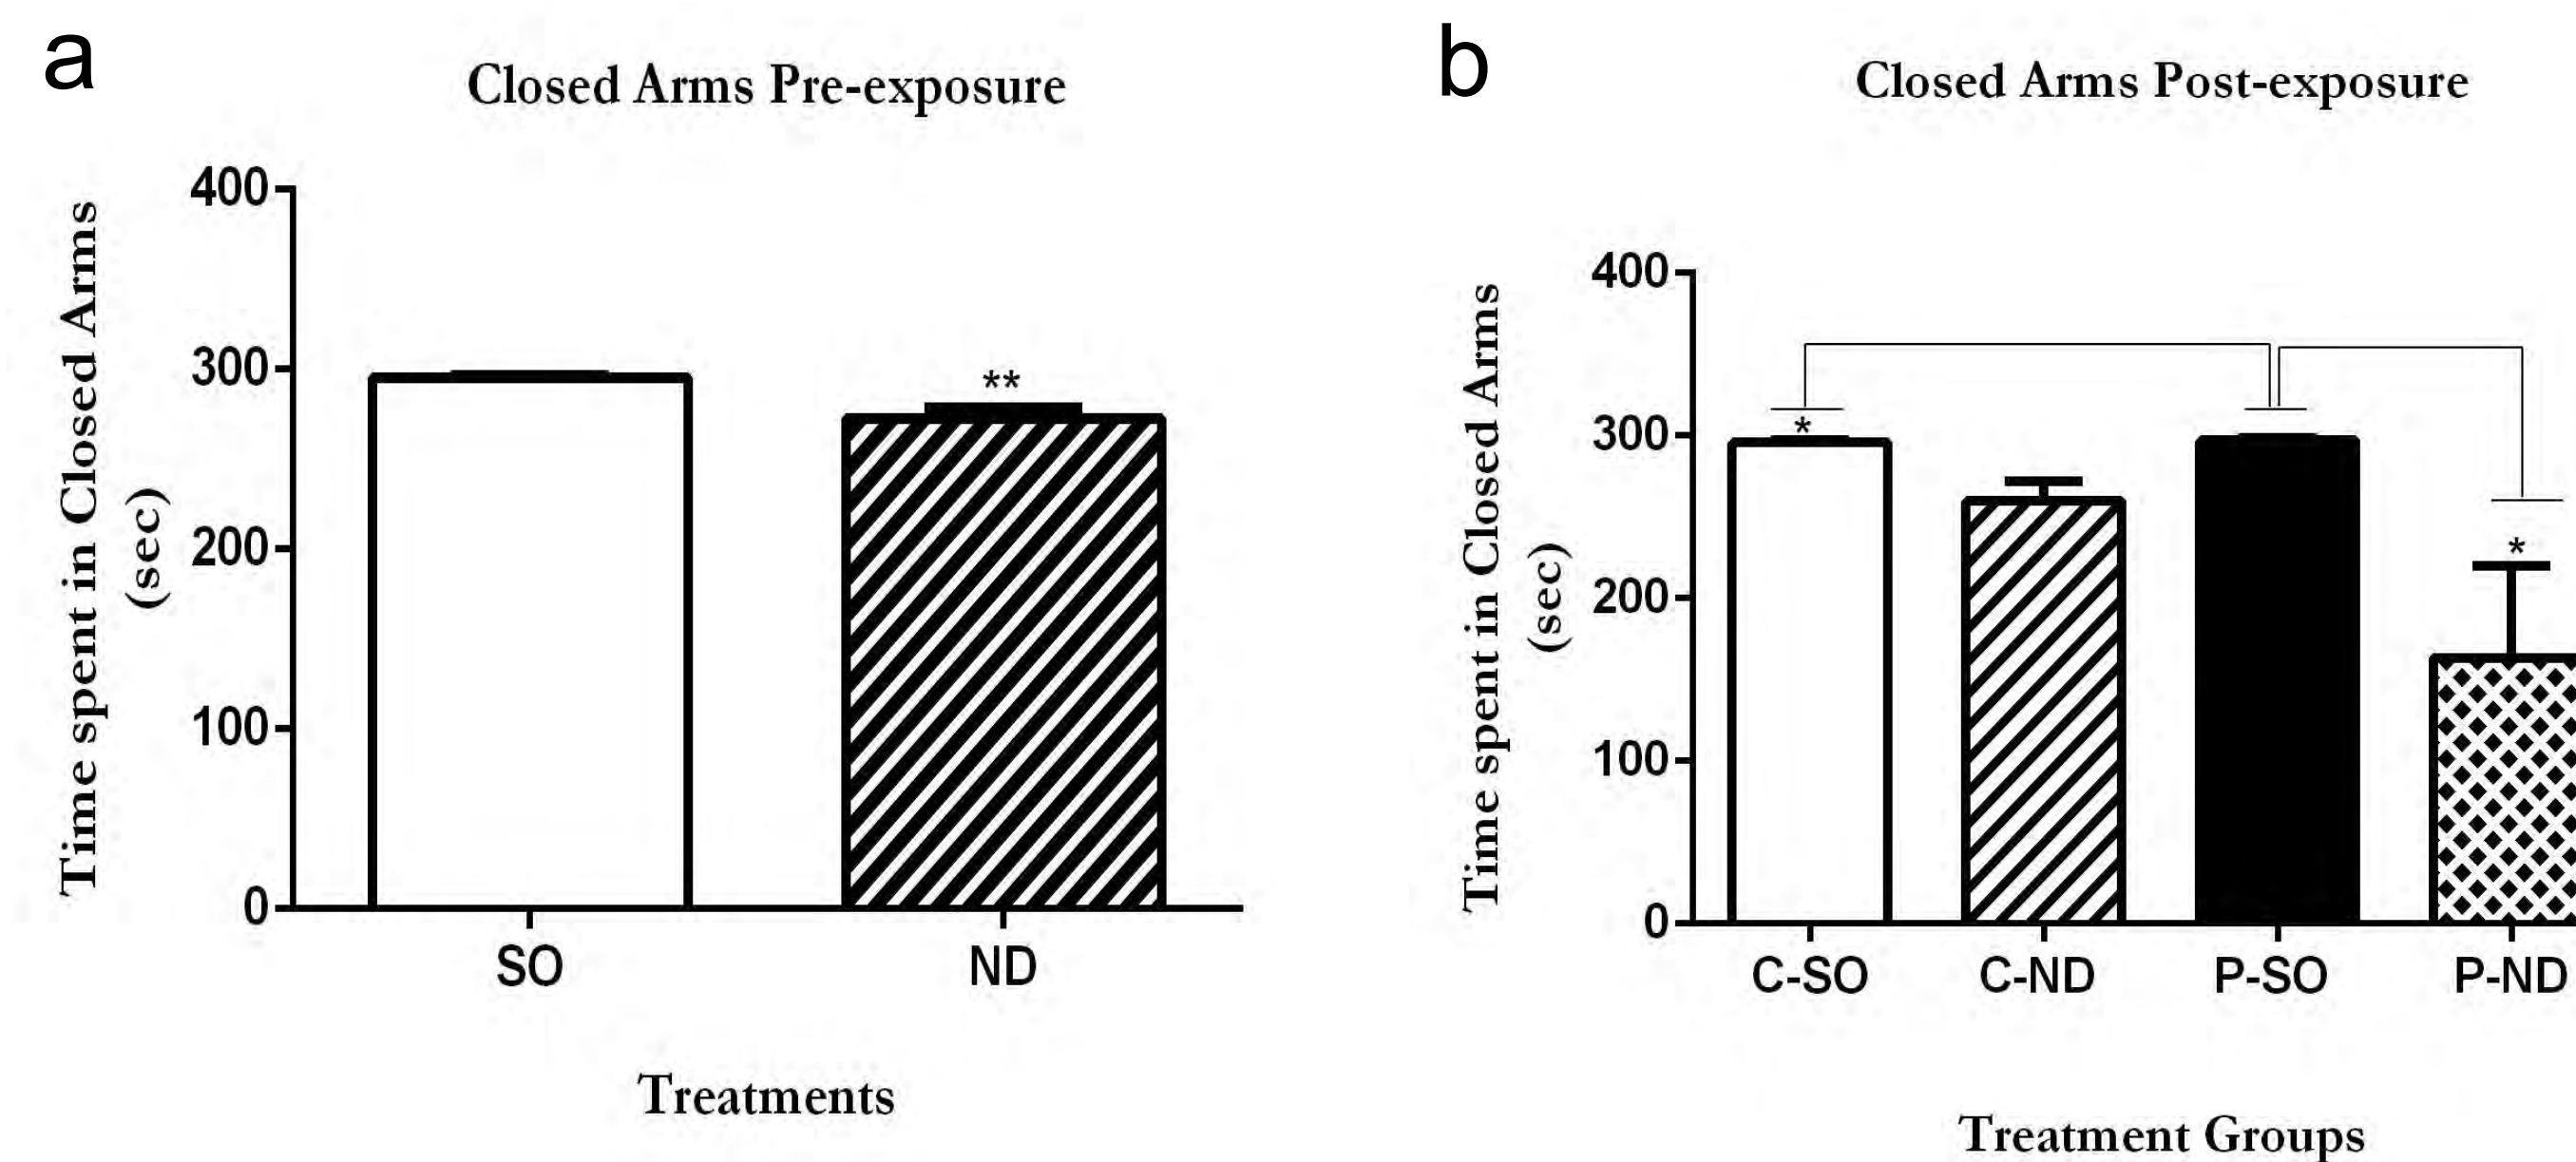 a
Closed Arms Pre-exposure
Time spent in Closed Arms
(sec)
400
300
200
100
0
**
SO
ND
Treatments
b
Closed Arms Post-exposure
Time spent in Closed Arms
(sec)
400
300
200
100
0
*
*
C-SO
C-ND
P-SO
P-ND
Treatment Groups